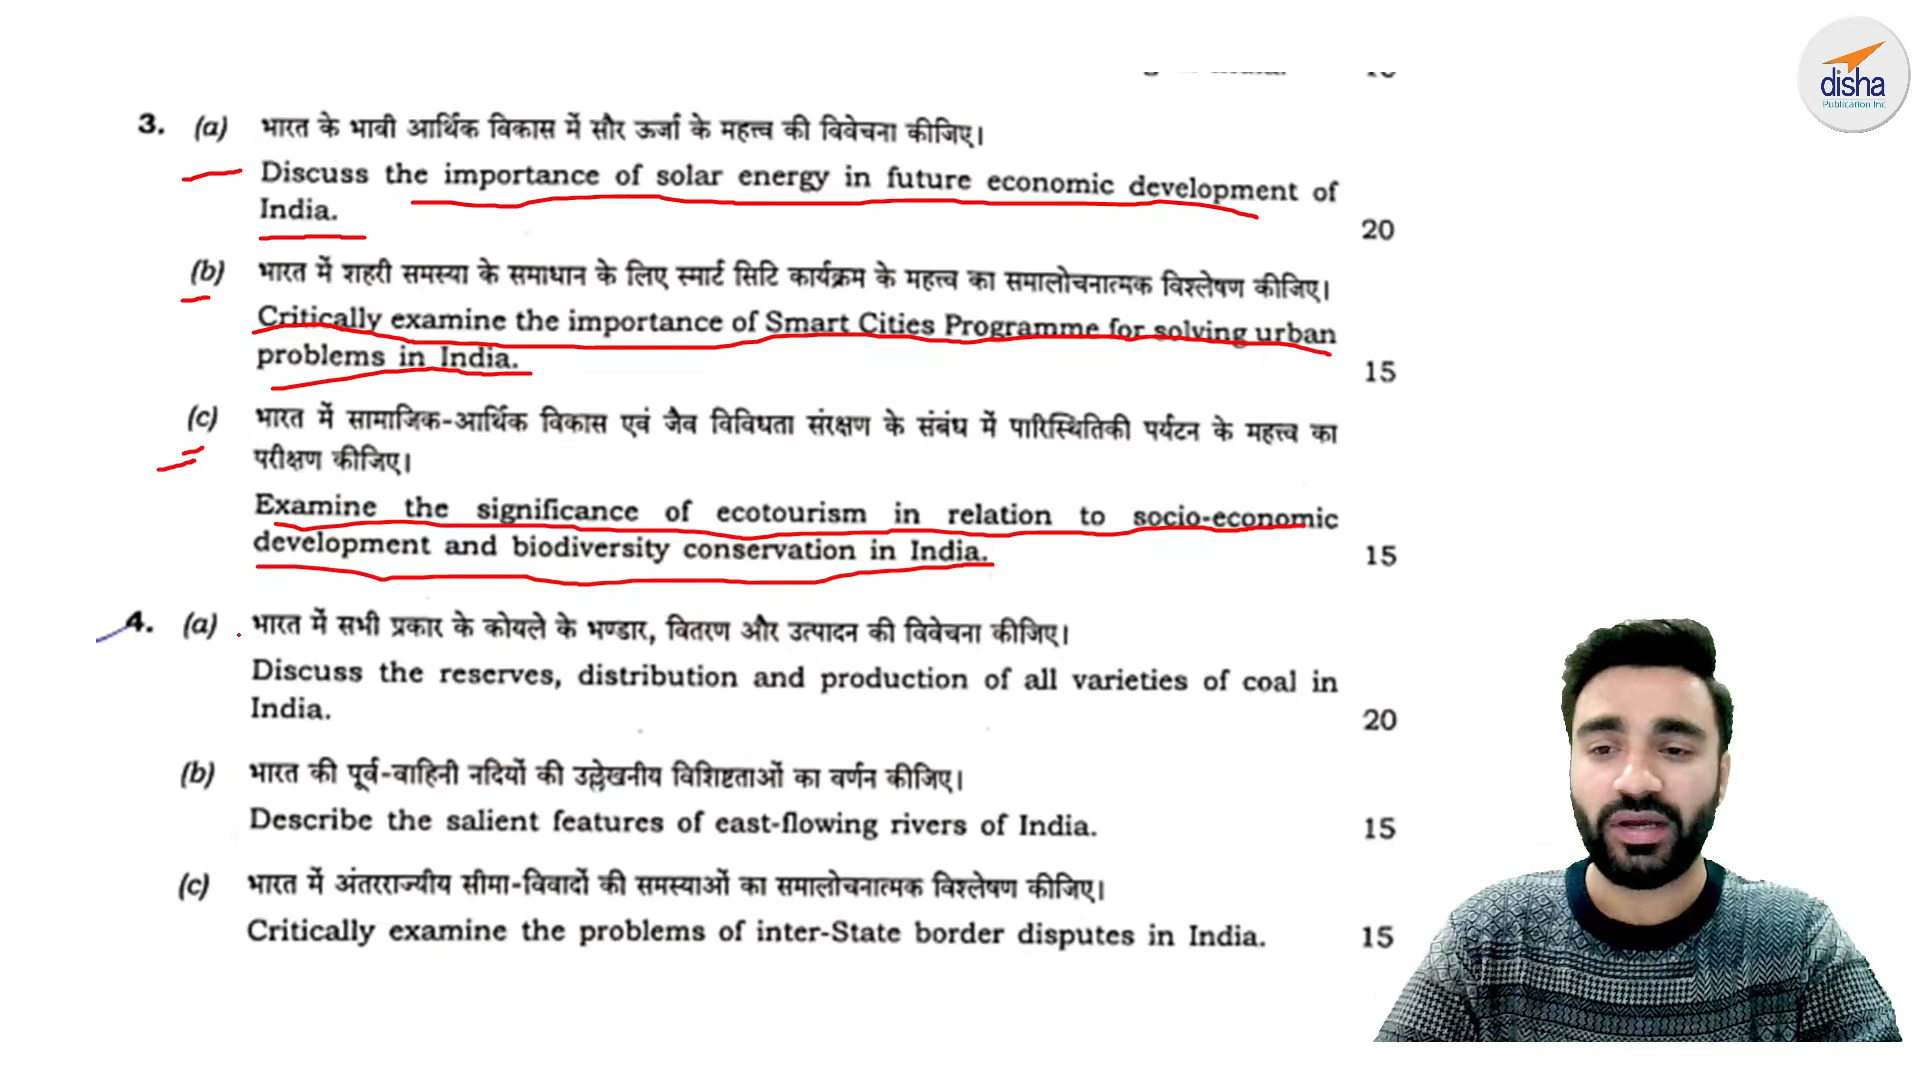 disha
Publication Inc
3. (a) भारत के भावी आर्थिक विकास में सौर ऊर्जा के महत्त्व की विवेचना कीजिए।
Discuss the importance of solar energy in future economic development of
India.
20
(b) भारत में शहरी समस्या के समाधान के लिए स्मार्ट सिटि कार्यक्रम के महत्त्व का समालोचनात्मक विश्लेषण कीजिए।
Critically examine the importance of Smart Cities Programme for solving urban
problems in India.
15
(c) भारत में सामाजिक-आर्थिक विकास एवं जैव विविधता संरक्षण के संबंध में पारिस्थितिकी पर्यटन के महत्त्व का
परीक्षण कीजिए।
Examine the significance of ecotourism in relation to socio-economic
development and biodiversity conservation in India.
15
4. (a) भारत में सभी प्रकार के कोयले के भण्डार, वितरण और उत्पादन की विवेचना कीजिए।
Discuss the reserves, distribution and production of all varieties of coal in
India.
20
(b) भारत की पूर्व-वाहिनी नदियों की उल्लेखनीय विशिष्टताओं का वर्णन कीजिए।
Describe the salient features of east-flowing rivers of India.
15
(c) भारत में अंतरराज्यीय सीमा-विवादों की समस्याओं का समालोचनात्मक विश्लेषण कीजिए।
Critically examine the problems of inter-State border disputes in India.
15